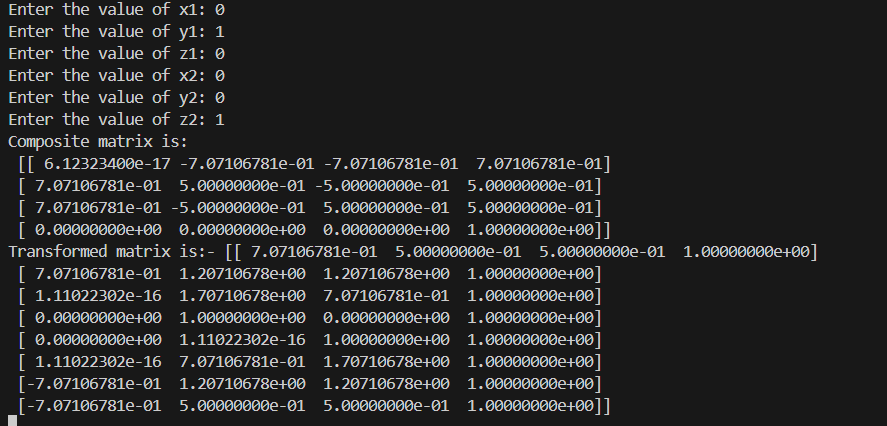 Enter the value of x1: 0
Enter the value of y1: 1
Enter the value of z1: 0
Enter the value of x2: 0
Enter the value of y2: 0
Enter the value of z2: 1
Composite matrix is:
 [[ 6.12323400e-17 -7.07106781e-01 -7.07106781e-01  7.07106781e-01]
 [ 7.07106781e-01  5.00000000e-01 -5.00000000e-01  5.00000000e-01]
 [ 7.07106781e-01 -5.00000000e-01  5.00000000e-01  5.00000000e-01]
 [ 0.00000000e+00  0.00000000e+00  0.00000000e+00  1.00000000e+00]]
Transformed matrix is:- [[ 7.07106781e-01  5.00000000e-01  5.00000000e-01  1.00000000e+00]
 [ 7.07106781e-01  1.20710678e+00  1.20710678e+00  1.00000000e+00]
 [ 1.11022302e-16  1.70710678e+00  7.07106781e-01  1.00000000e+00]
 [ 0.00000000e+00  1.00000000e+00  0.00000000e+00  1.00000000e+00]
 [ 0.00000000e+00  1.11022302e-16  1.00000000e+00  1.00000000e+00]
 [ 1.11022302e-16  7.07106781e-01  1.70710678e+00  1.00000000e+00]
 [-7.07106781e-01  1.20710678e+00  1.20710678e+00  1.00000000e+00]
 [-7.07106781e-01  5.00000000e-01  5.00000000e-01  1.00000000e+00]]